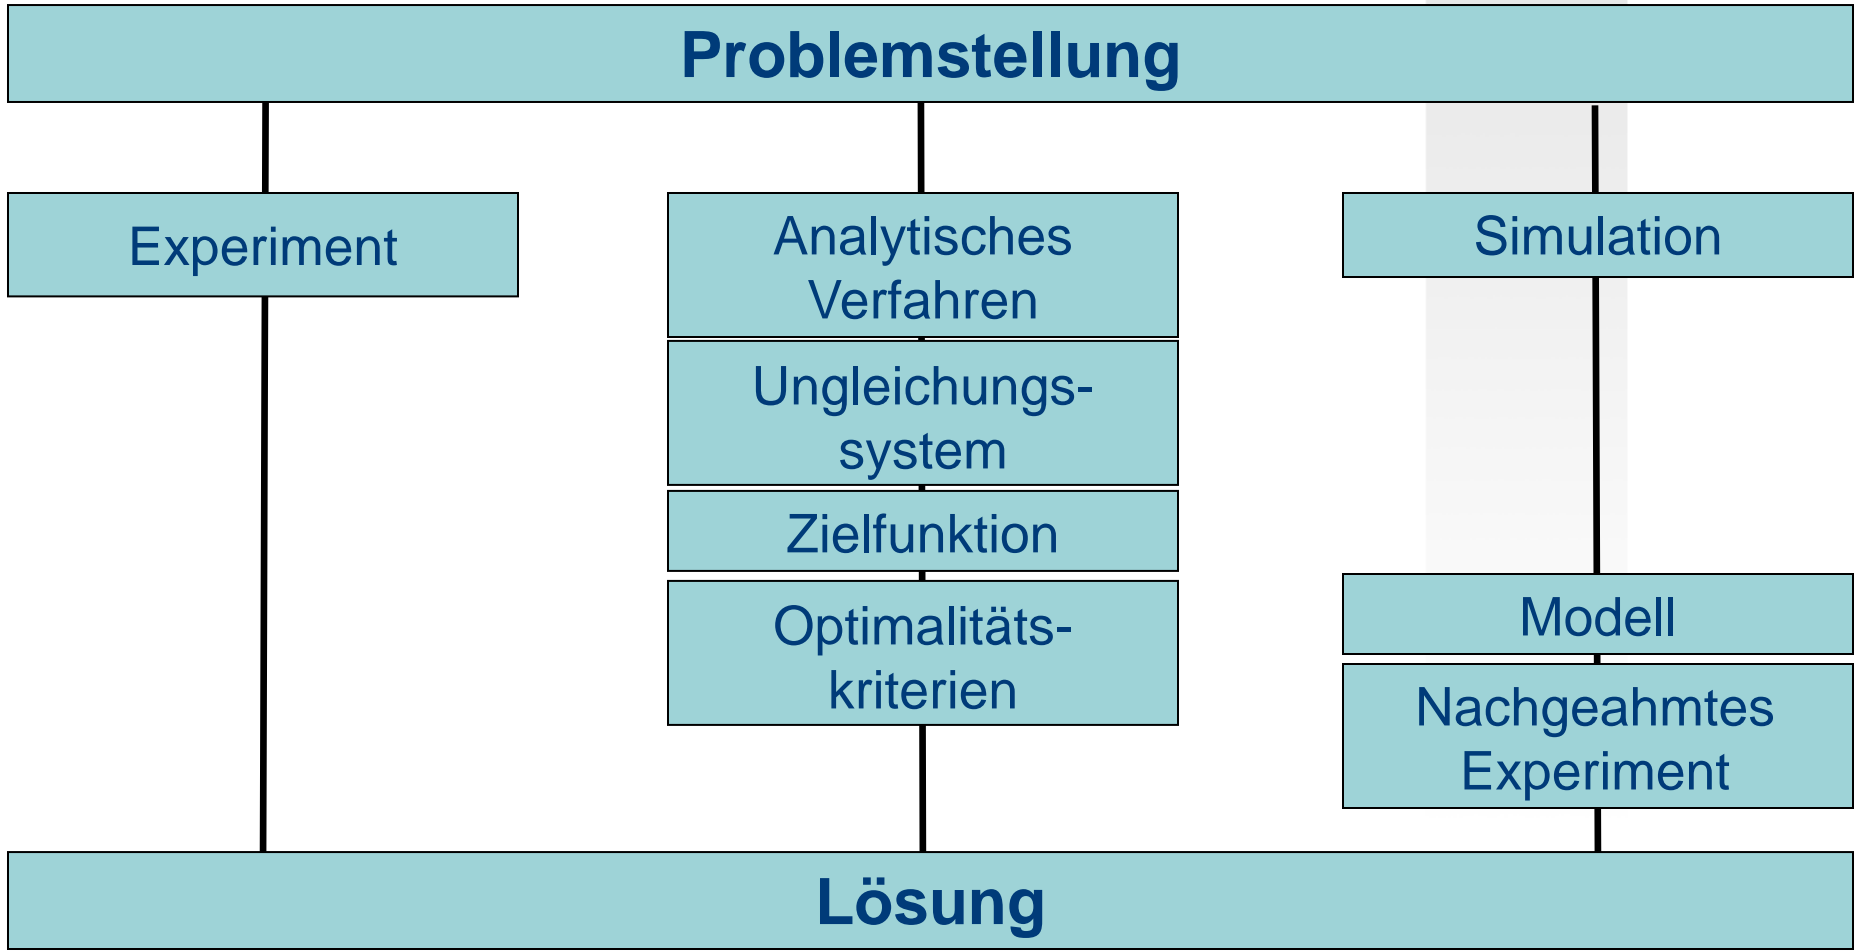 Problemstellung
Experiment
Analytisches
Verfahren
Ungleichungs-
system
Zielfunktion
Optimalitäts-
kriterien
Simulation
Modell
Nachgeahmtes
Experiment
Lösung